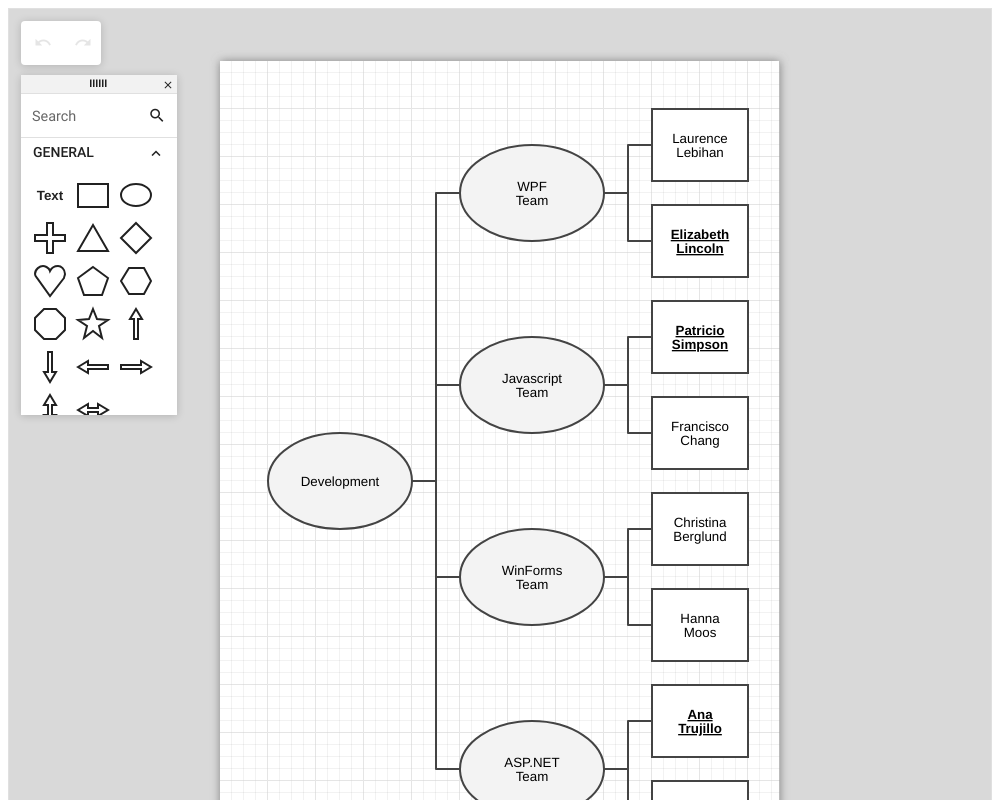 Search
GENERAL
Text
Laurence
Lebihan
WPF
Team
Elizabeth
Lincoln
Patricio
Simpson
Javascript
Team
Francisco
Chang
Development
Christina
Berglund
WinForms
Team
Hanna
Moos
Ana
Trujillo
ASP.NET
Team